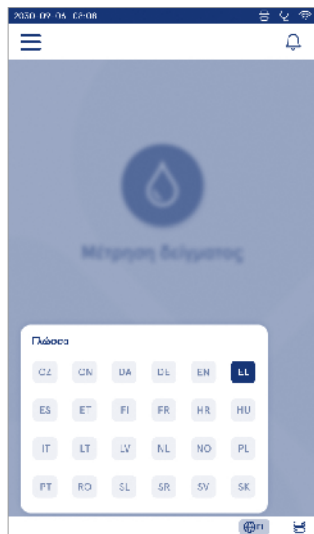 2030-09-06 08:08
Μέτρηση δείγματος
Γλώσσα
CZ CN DA DE EN EL
ES ET FI FR HR HU
IT LT LV NL NO PL
PT RO SL SR SV SK